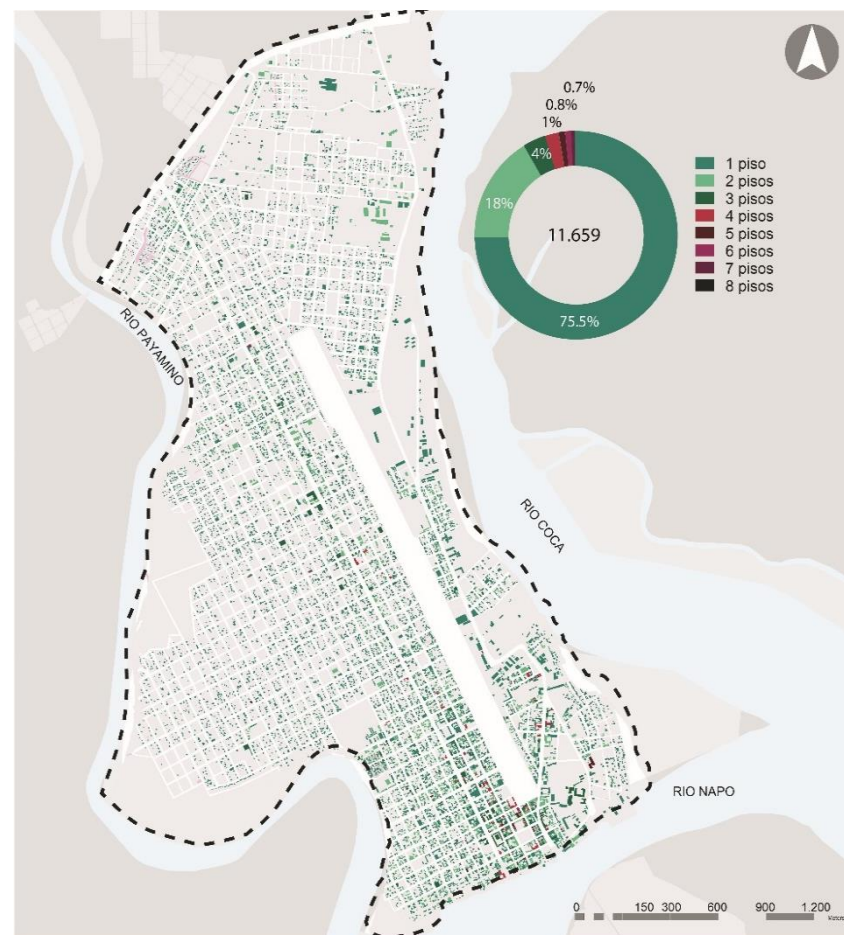 0.7%
0.8%
1%
4%
18%
11.659
75.5%
1 piso
2 pisos
3 pisos
4 pisos
5 pisos
6 pisos
7 pisos
8 pisos
RIO PAYAMINO
RIO COCA
RIO NAPO
0 150 300 600 900 1.200